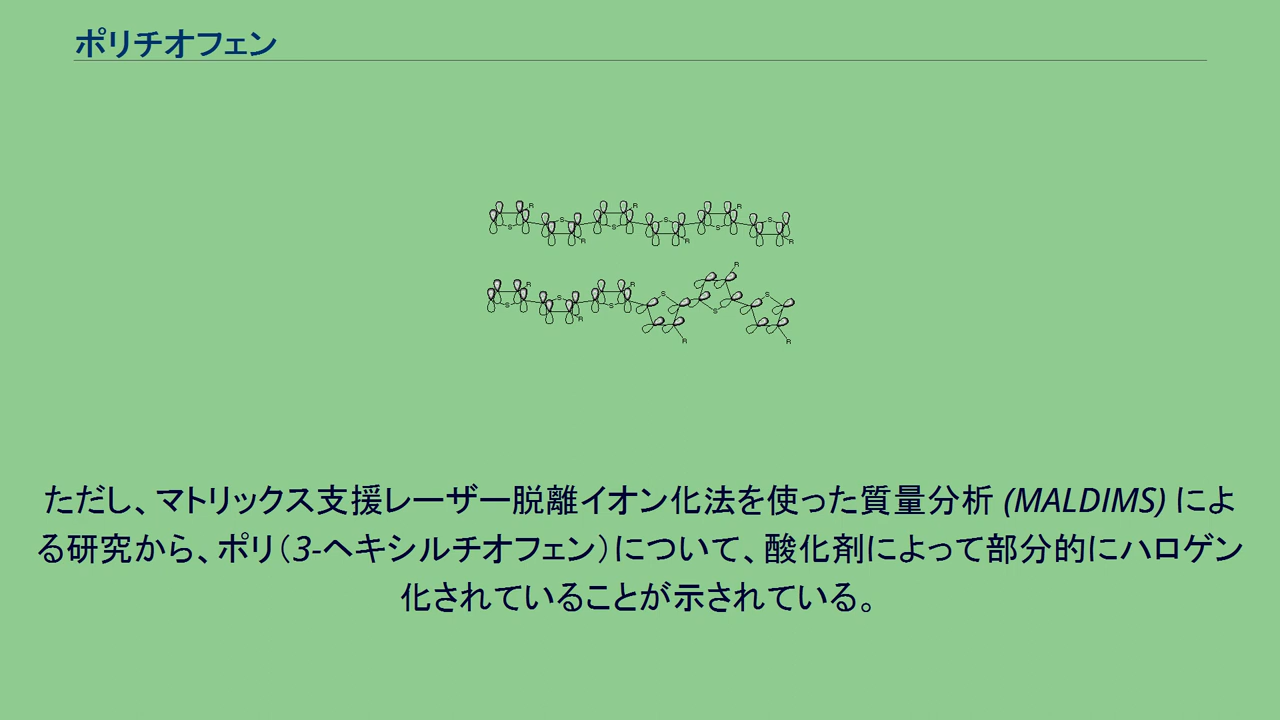 ポリチオフェン
R R R
S S S S S S
R R R
R
R R S S
S S S S
R
R R
ただし、マトリックス支援レーザー脱離イオン化法を使った質量分析 (MALDIMS) によ
る研究から、ポリ（3-ヘキシルチオフェン）について、酸化剤によって部分的にハロゲン
化されていることが示されている。